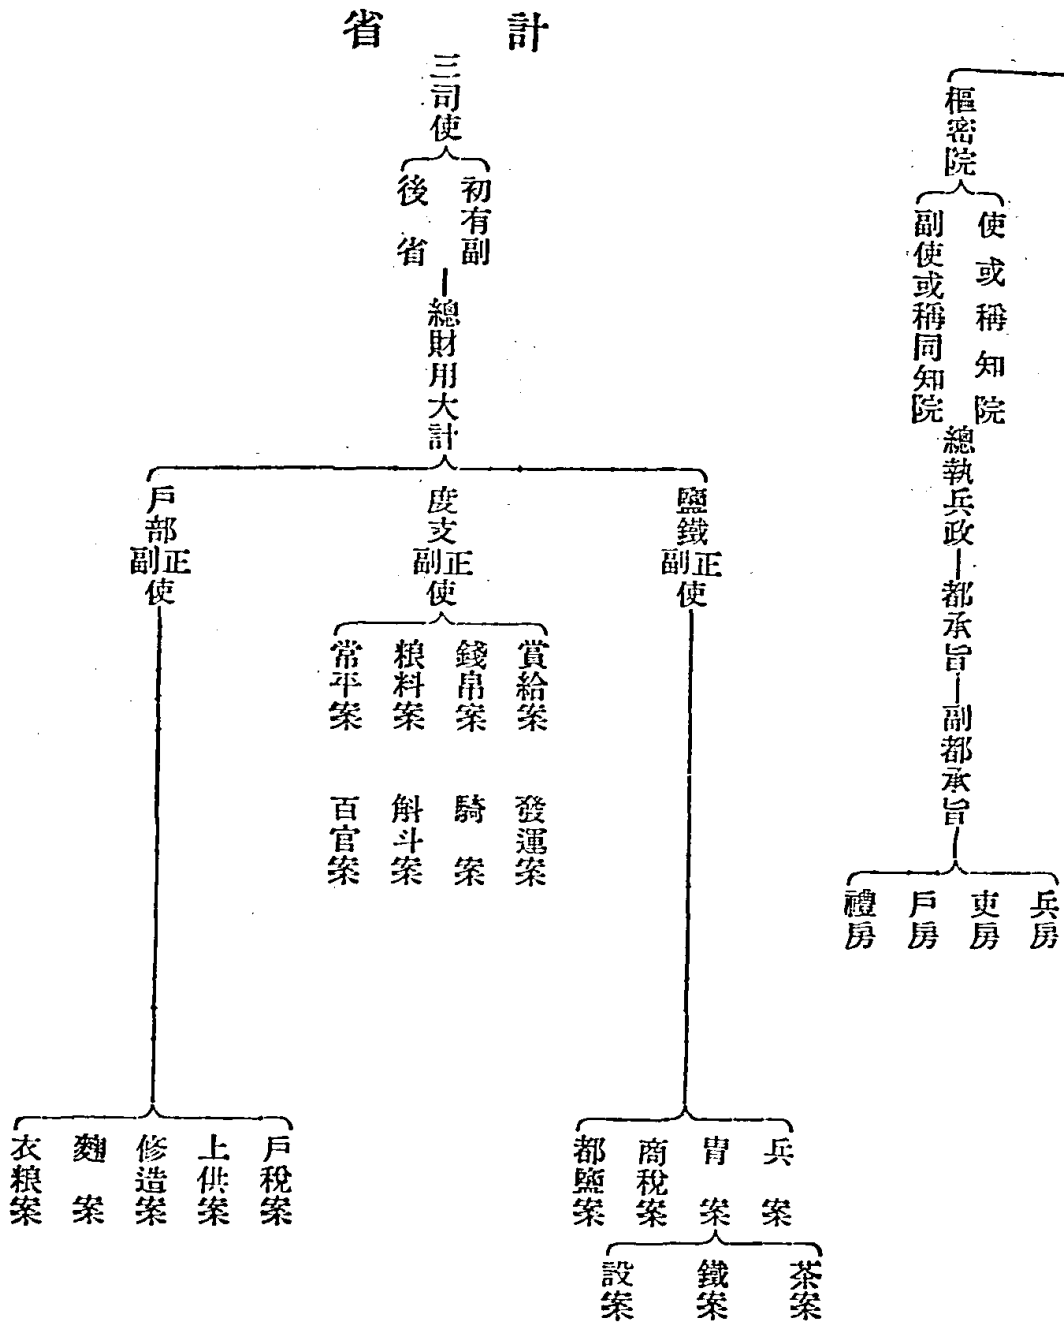 樞密院
使或稱知院
副使或稱同知院
總執兵政
都承旨
副都承旨
兵房
吏房
戶房
禮房
計省
三司使
初有副
後省
總財用大計
鹽鐵正副使
兵案
冑案
商稅案
都鹽案
茶案
鐵案
設案
度支正副使
賞給案
錢帛案
粮料案
常平案
發運案
騎案
斛斗案
百官案
戶部正副使
戶稅案
上供案
修造案
麴案
衣粮案